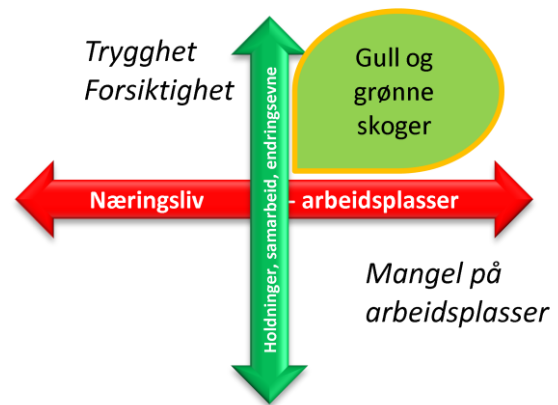 Trygghet
Forsiktighet
Gull og
grønne
skoger
Næringsliv - arbeidsplasser
Holdninger, samarbeid, endringsevne
Mangel på
arbeidsplasser